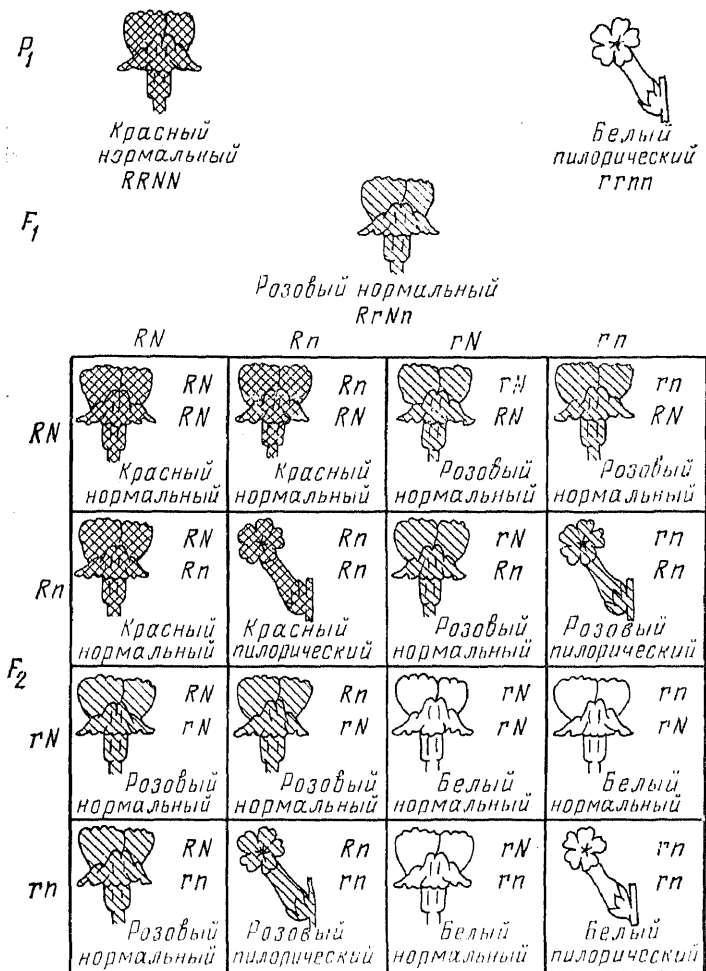 P1
Красный
нормальный
RRNN
Белый
пилорический
rrnn
F1
Розовый нормальный
RrNn
RN Rn rN rn
RN
RN
RN
Красный
нормальный
Rn
RN
Красный
нормальный
rN
RN
Розовый
нормальный
rn
RN
Розовый
нормальный
Rn
RN
Rn
Красный
нормальный
Rn
Rn
Красный
пилорический
rN
Rn
Розовый
нормальный
rn
Rn
Розовый
пилорический
F2
rN
RN
rN
Розовый
нормальный
Rn
rN
Розовый
нормальный
rN
rN
Белый
нормальный
rn
rN
Белый
нормальный
rn
RN
rn
Розовый
нормальный
Rn
rn
Розовый
пилорический
rN
rn
Белый
нормальный
rn
rn
Белый
пилорический